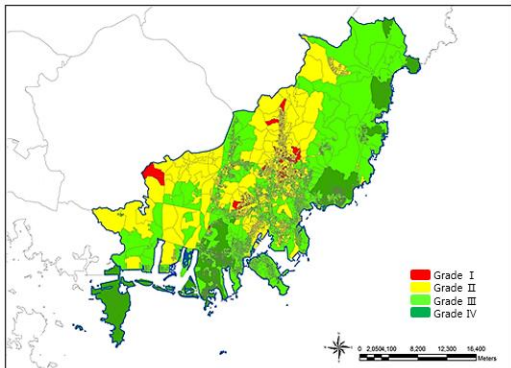 Grade Ⅰ
Grade Ⅱ
Grade Ⅲ
Grade Ⅳ
0 2,0504,100 8,200 12,300 16,400
Meters